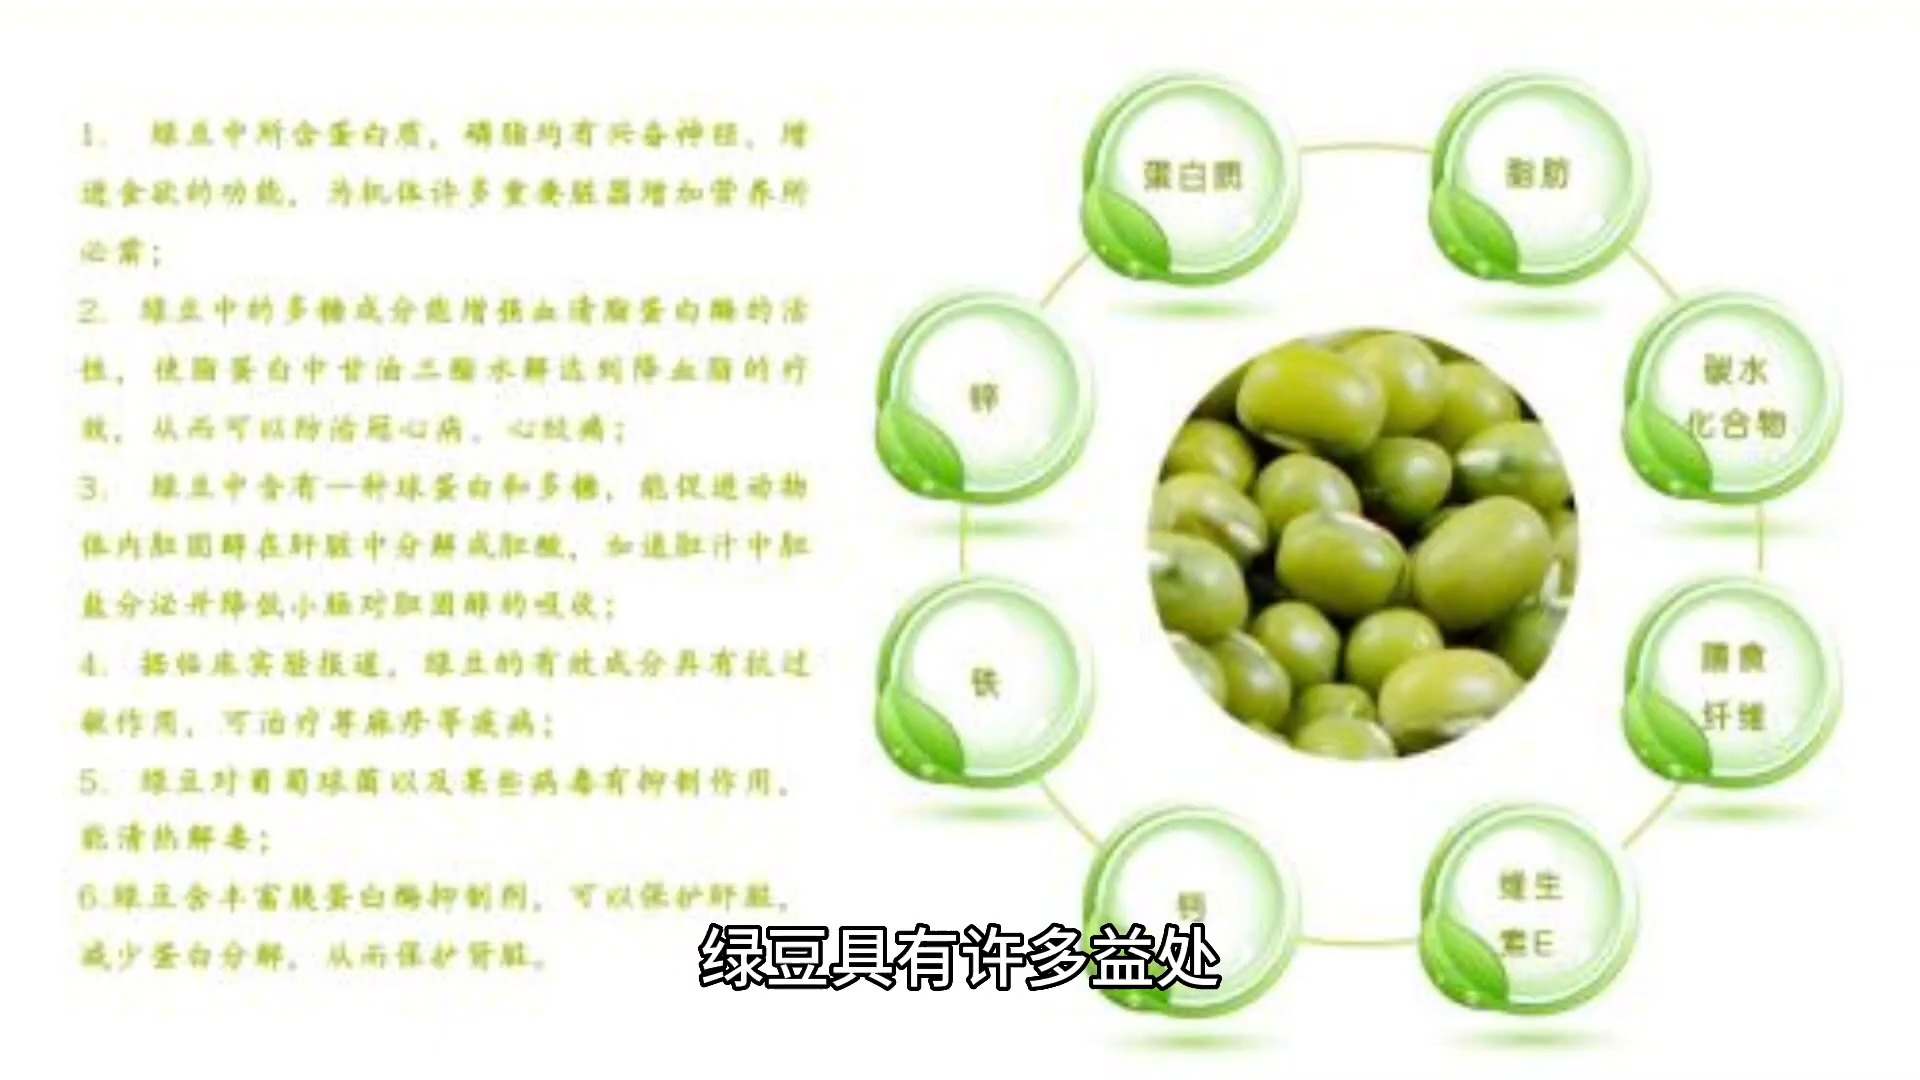 1. 绿豆中所含蛋白质，磷脂均有兴奋神经、增
进食欲的功能，为机体许多重要脏器增加营养所
必需；
2. 绿豆中的多糖成分能增强血清脂蛋白酶的活
性，使脂蛋白中甘油三酯水解达到降血脂的疗
效，从而可以防治冠心病、心绞痛；
3. 绿豆中含有一种球蛋白和多糖，能促进动物
体内胆固醇在肝脏中分解成胆酸，加速胆汁中胆
盐分泌并降低小肠对胆固醇的吸收；
4. 据临床实验报道，绿豆的有效成分具有抗过
敏作用，可治疗荨麻疹等疾病；
5. 绿豆对葡萄球菌以及某些病毒有抑制作用，
能清热解毒；
6.绿豆含丰富胰蛋白酶抑制剂，可以保护肝脏，
减少蛋白分解，从而保护肾脏。
蛋白质
脂肪
碳水
化合物
膳食
纤维
维生
素E
钙
铁
锌
绿豆具有许多益处